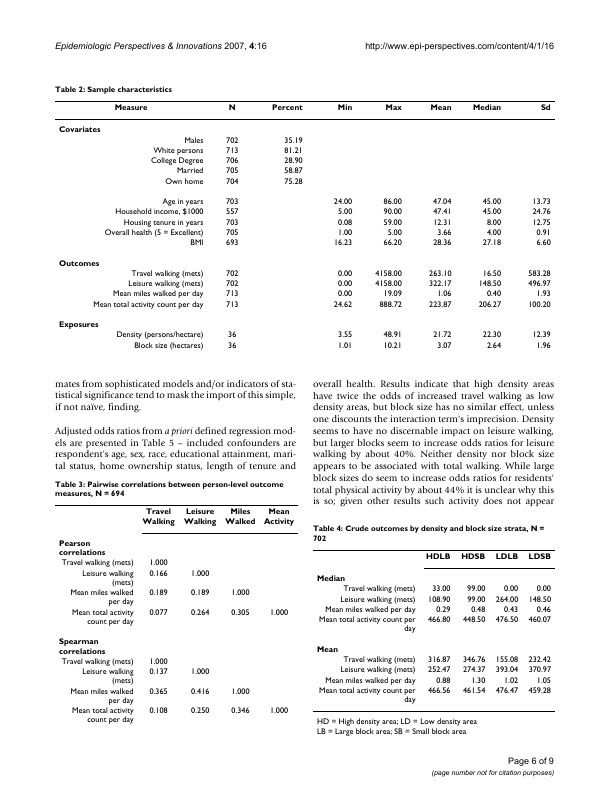 Epidemiologic Perspectives & Innovations 2007, 4:16 http://www.epi-perspectives.com/content/4/1/16
Table 2: Sample characteristics
Measure N Percent Min Max Mean Median Sd
Covariates
Males 702 35.19
White persons 713 81.21
College Degree 706 28.90
Married 705 58.87
Own home 704 75.28
Age in years 703 24.00 86.00 47.04 45.00 13.73
Household income, $1000 557 5.00 90.00 47.41 45.00 24.76
Housing tenure in years 703 0.08 59.00 12.31 8.00 12.75
Overall health (5 = Excellent) 705 1.00 5.00 3.66 4.00 0.91
BMI 693 16.23 66.20 28.36 27.18 6.60
Outcomes
Travel walking (mets) 702 0.00 4158.00 263.10 16.50 583.28
Leisure walking (mets) 702 0.00 4158.00 322.17 148.50 496.97
Mean miles walked per day 713 0.00 19.09 1.06 0.40 1.93
Mean total activity count per day 713 24.62 888.72 223.87 206.27 100.20
Exposures
Density (persons/hectare) 36 3.55 48.91 21.72 22.30 12.39
Block size (hectares) 36 1.01 10.21 3.07 2.64 1.96
mates from sophisticated models and/or indicators of sta-
tistical significance tend to mask the import of this simple,
if not naïve, finding.
Adjusted odds ratios from a priori defined regression mod-
els are presented in Table 5 – included confounders are
respondent's age, sex, race, educational attainment, mari-
tal status, home ownership status, length of tenure and
Table 3: Pairwise correlations between person-level outcome
measures, N = 694
Travel Leisure Miles Mean
Walking Walking Walked Activity
Pearson
correlations
Travel walking (mets) 1.000
Leisure walking 0.166 1.000
(mets)
Mean miles walked 0.189 0.189 1.000
per day
Mean total activity 0.077 0.264 0.305 1.000
count per day
Spearman
correlations
Travel walking (mets) 1.000
Leisure walking 0.137 1.000
(mets)
Mean miles walked 0.365 0.416 1.000
per day
Mean total activity 0.108 0.250 0.346 1.000
count per day
overall health. Results indicate that high density areas
have twice the odds of increased travel walking as low
density areas, but block size has no similar effect, unless
one discounts the interaction term's imprecision. Density
seems to have no discernable impact on leisure walking,
but larger blocks seem to increase odds ratios for leisure
walking by about 40%. Neither density nor block size
appears to be associated with total walking. While large
block sizes do seem to increase odds ratios for residents'
total physical activity by about 44% it is unclear why this
is so; given other results such activity does not appear
Table 4: Crude outcomes by density and block size strata, N =
702
HDLB HDSB LDLB LDSB
Median
Travel walking (mets) 33.00 99.00 0.00 0.00
Leisure walking (mets) 108.90 99.00 264.00 148.50
Mean miles walked per day 0.29 0.48 0.43 0.46
Mean total activity count per 466.80 448.50 476.50 460.07
day
Mean
Travel walking (mets) 316.87 346.76 155.08 232.42
Leisure walking (mets) 252.47 274.37 393.04 370.97
Mean miles walked per day 0.88 1.30 1.02 1.05
Mean total activity count per 466.56 461.54 476.47 459.28
day
HD = High density area; LD = Low density area
LB = Large block area; SB = Small block area
Page 6 of 9
(page number not for citation purposes)